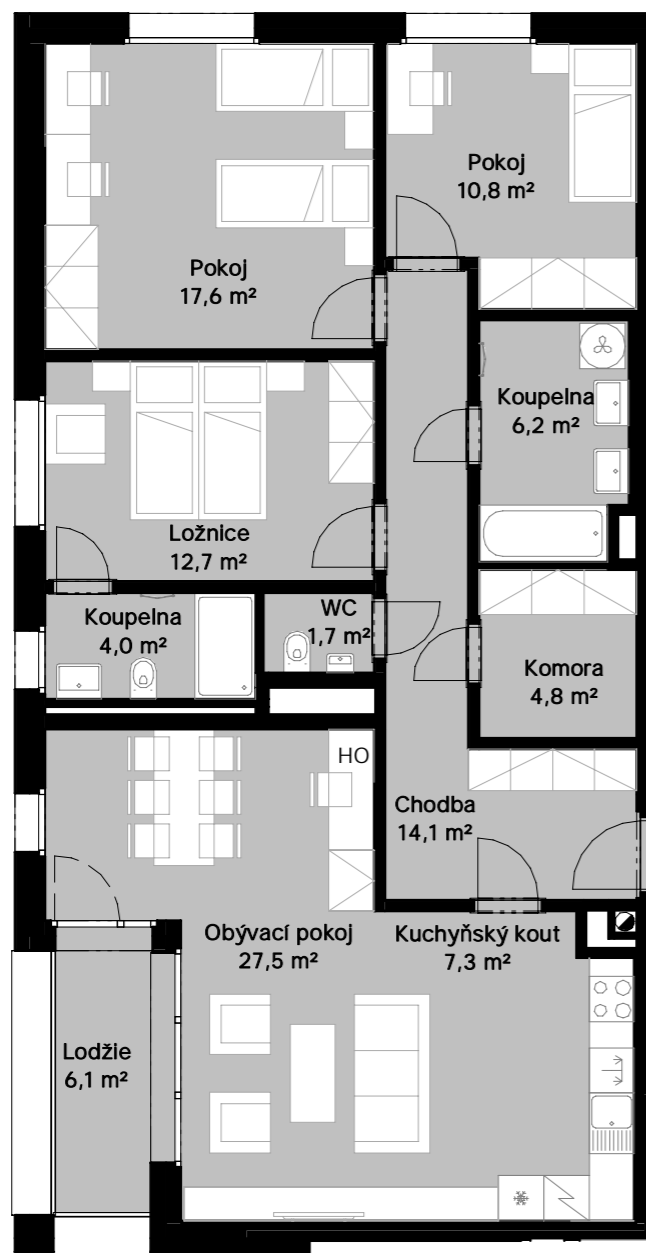 Pokoj
10,8 m²
Pokoj
17,6 m²
Koupelna
6,2 m²
Ložnice
12,7 m²
Koupelna
4,0 m²
WC
1,7 m²
Komora
4,8 m²
HO
Chodba
14,1 m²
Obývací pokoj
27,5 m²
Kuchyňský kout
7,3 m²
Lodžie
6,1 m²